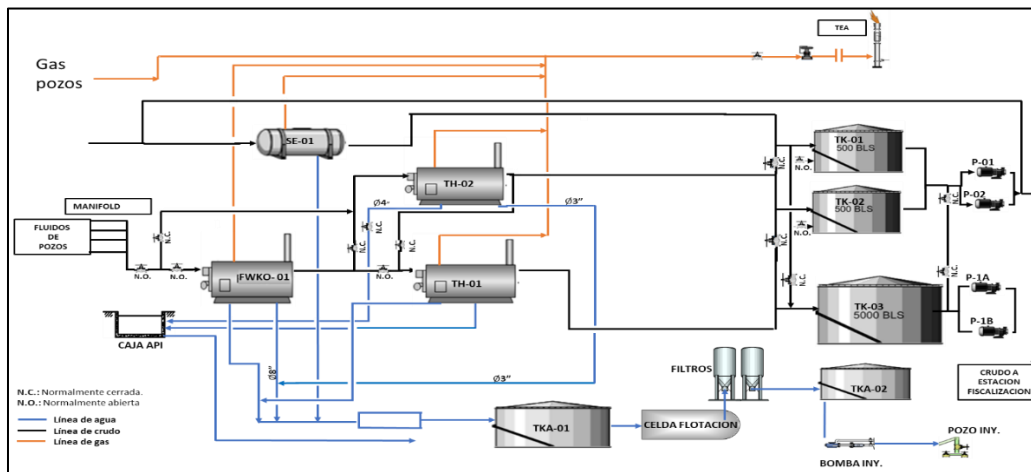 TEA
Gas
pozos
SE-01
TH-02
TK-01
500 BLS
TK-02
500 BLS
P-01
P-02
N.C.
N.O.
N.C.
N.O.
N.C.
MANIFOLD
FLUIDOS
DE
POZOS
N.C.
N.O.
N.O.
Ø4-
Ø3"
N.C.
N.C.
N.C.
N.O.
FWKO- 01
TH-01
N.C.
N.C.
N.C.
TK-03
5000 BLS
P-1A
P-1B
CAJA API
Ø8"
Ø3"
FILTROS
TKA-02
CRUDO A
ESTACION
FISCALIZACION
N.C.: Normalmente cerrada.
N.O.: Normalmente abierta
Línea de agua
Línea de crudo
Línea de gas
TKA-01
CELDA FLOTACION
BOMBA INY.
POZO INY.